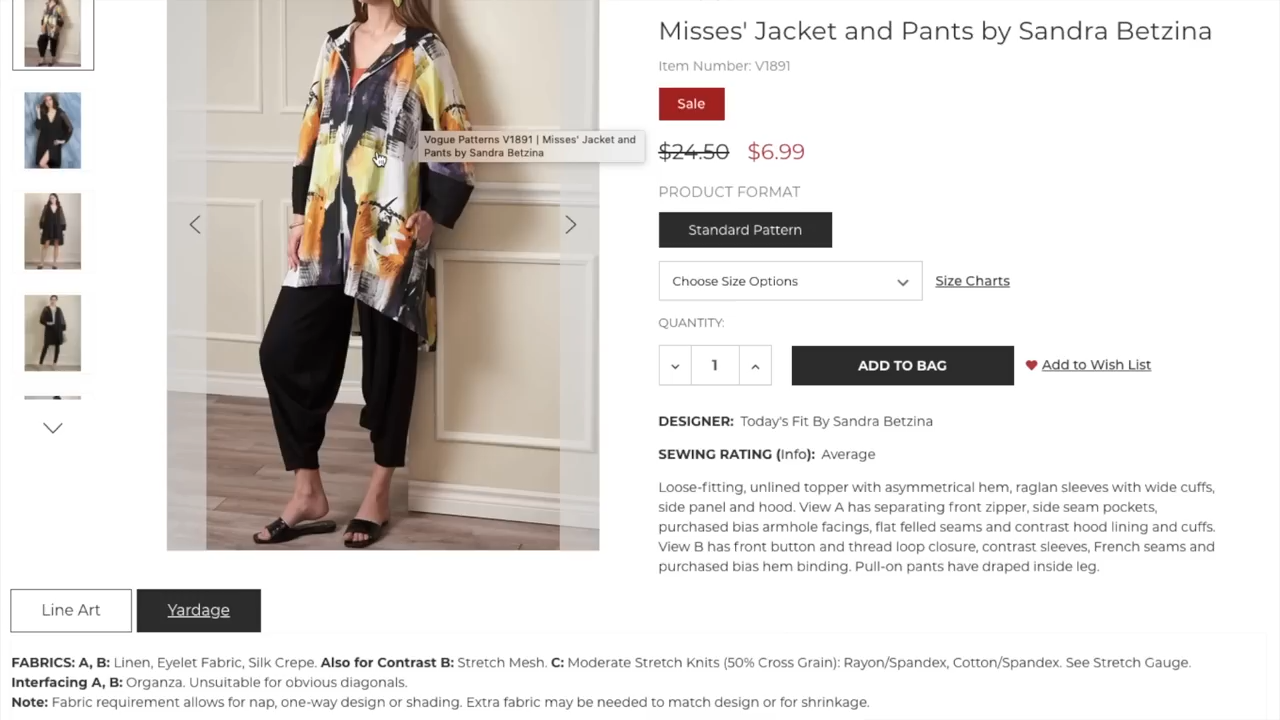 Misses' Jacket and Pants by Sandra Betzina
Item Number: V1891
Sale
$24.50 $6.99
Vogue Patterns V1891 | Misses' Jacket and
Pants by Sandra Betzina
PRODUCT FORMAT
Standard Pattern
Choose Size Options
Size Charts
QUANTITY:
1
ADD TO BAG
Add to Wish List
DESIGNER: Today's Fit By Sandra Betzina
SEWING RATING (Info): Average
Loose-fitting, unlined topper with asymmetrical hem, raglan sleeves with wide cuffs,
side panel and hood. View A has separating front zipper, side seam pockets,
purchased bias armhole facings, flat felled seams and contrast hood lining and cuffs.
View B has front button and thread loop closure, contrast sleeves, French seams and
purchased bias hem binding. Pull-on pants have draped inside leg.
Line Art
Yardage
FABRICS: A, B: Linen, Eyelet Fabric, Silk Crepe. Also for Contrast B: Stretch Mesh. C: Moderate Stretch Knits (50% Cross Grain): Rayon/Spandex, Cotton/Spandex. See Stretch Gauge.
Interfacing A, B: Organza. Unsuitable for obvious diagonals.
Note: Fabric requirement allows for nap, one-way design or shading. Extra fabric may be needed to match design or for shrinkage.